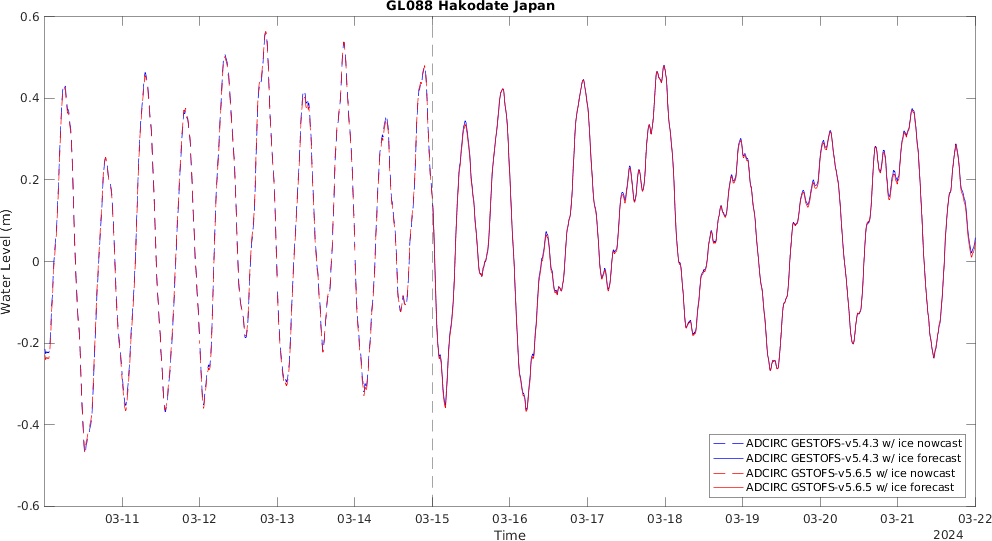 GL088 Hakodate Japan
0.6
0.4
0.2
0
-0.2
-0.4
-0.6
Water Level (m)
03-11 03-12 03-13 03-14 03-15 03-16 03-17 03-18 03-19 03-20 03-21 03-22
Time
2024
ADCIRC GESTOFS-v5.4.3 w/ ice nowcast
ADCIRC GESTOFS-v5.4.3 w/ ice forecast
ADCIRC GSTOFS-v5.6.5 w/ ice nowcast
ADCIRC GSTOFS-v5.6.5 w/ ice forecast